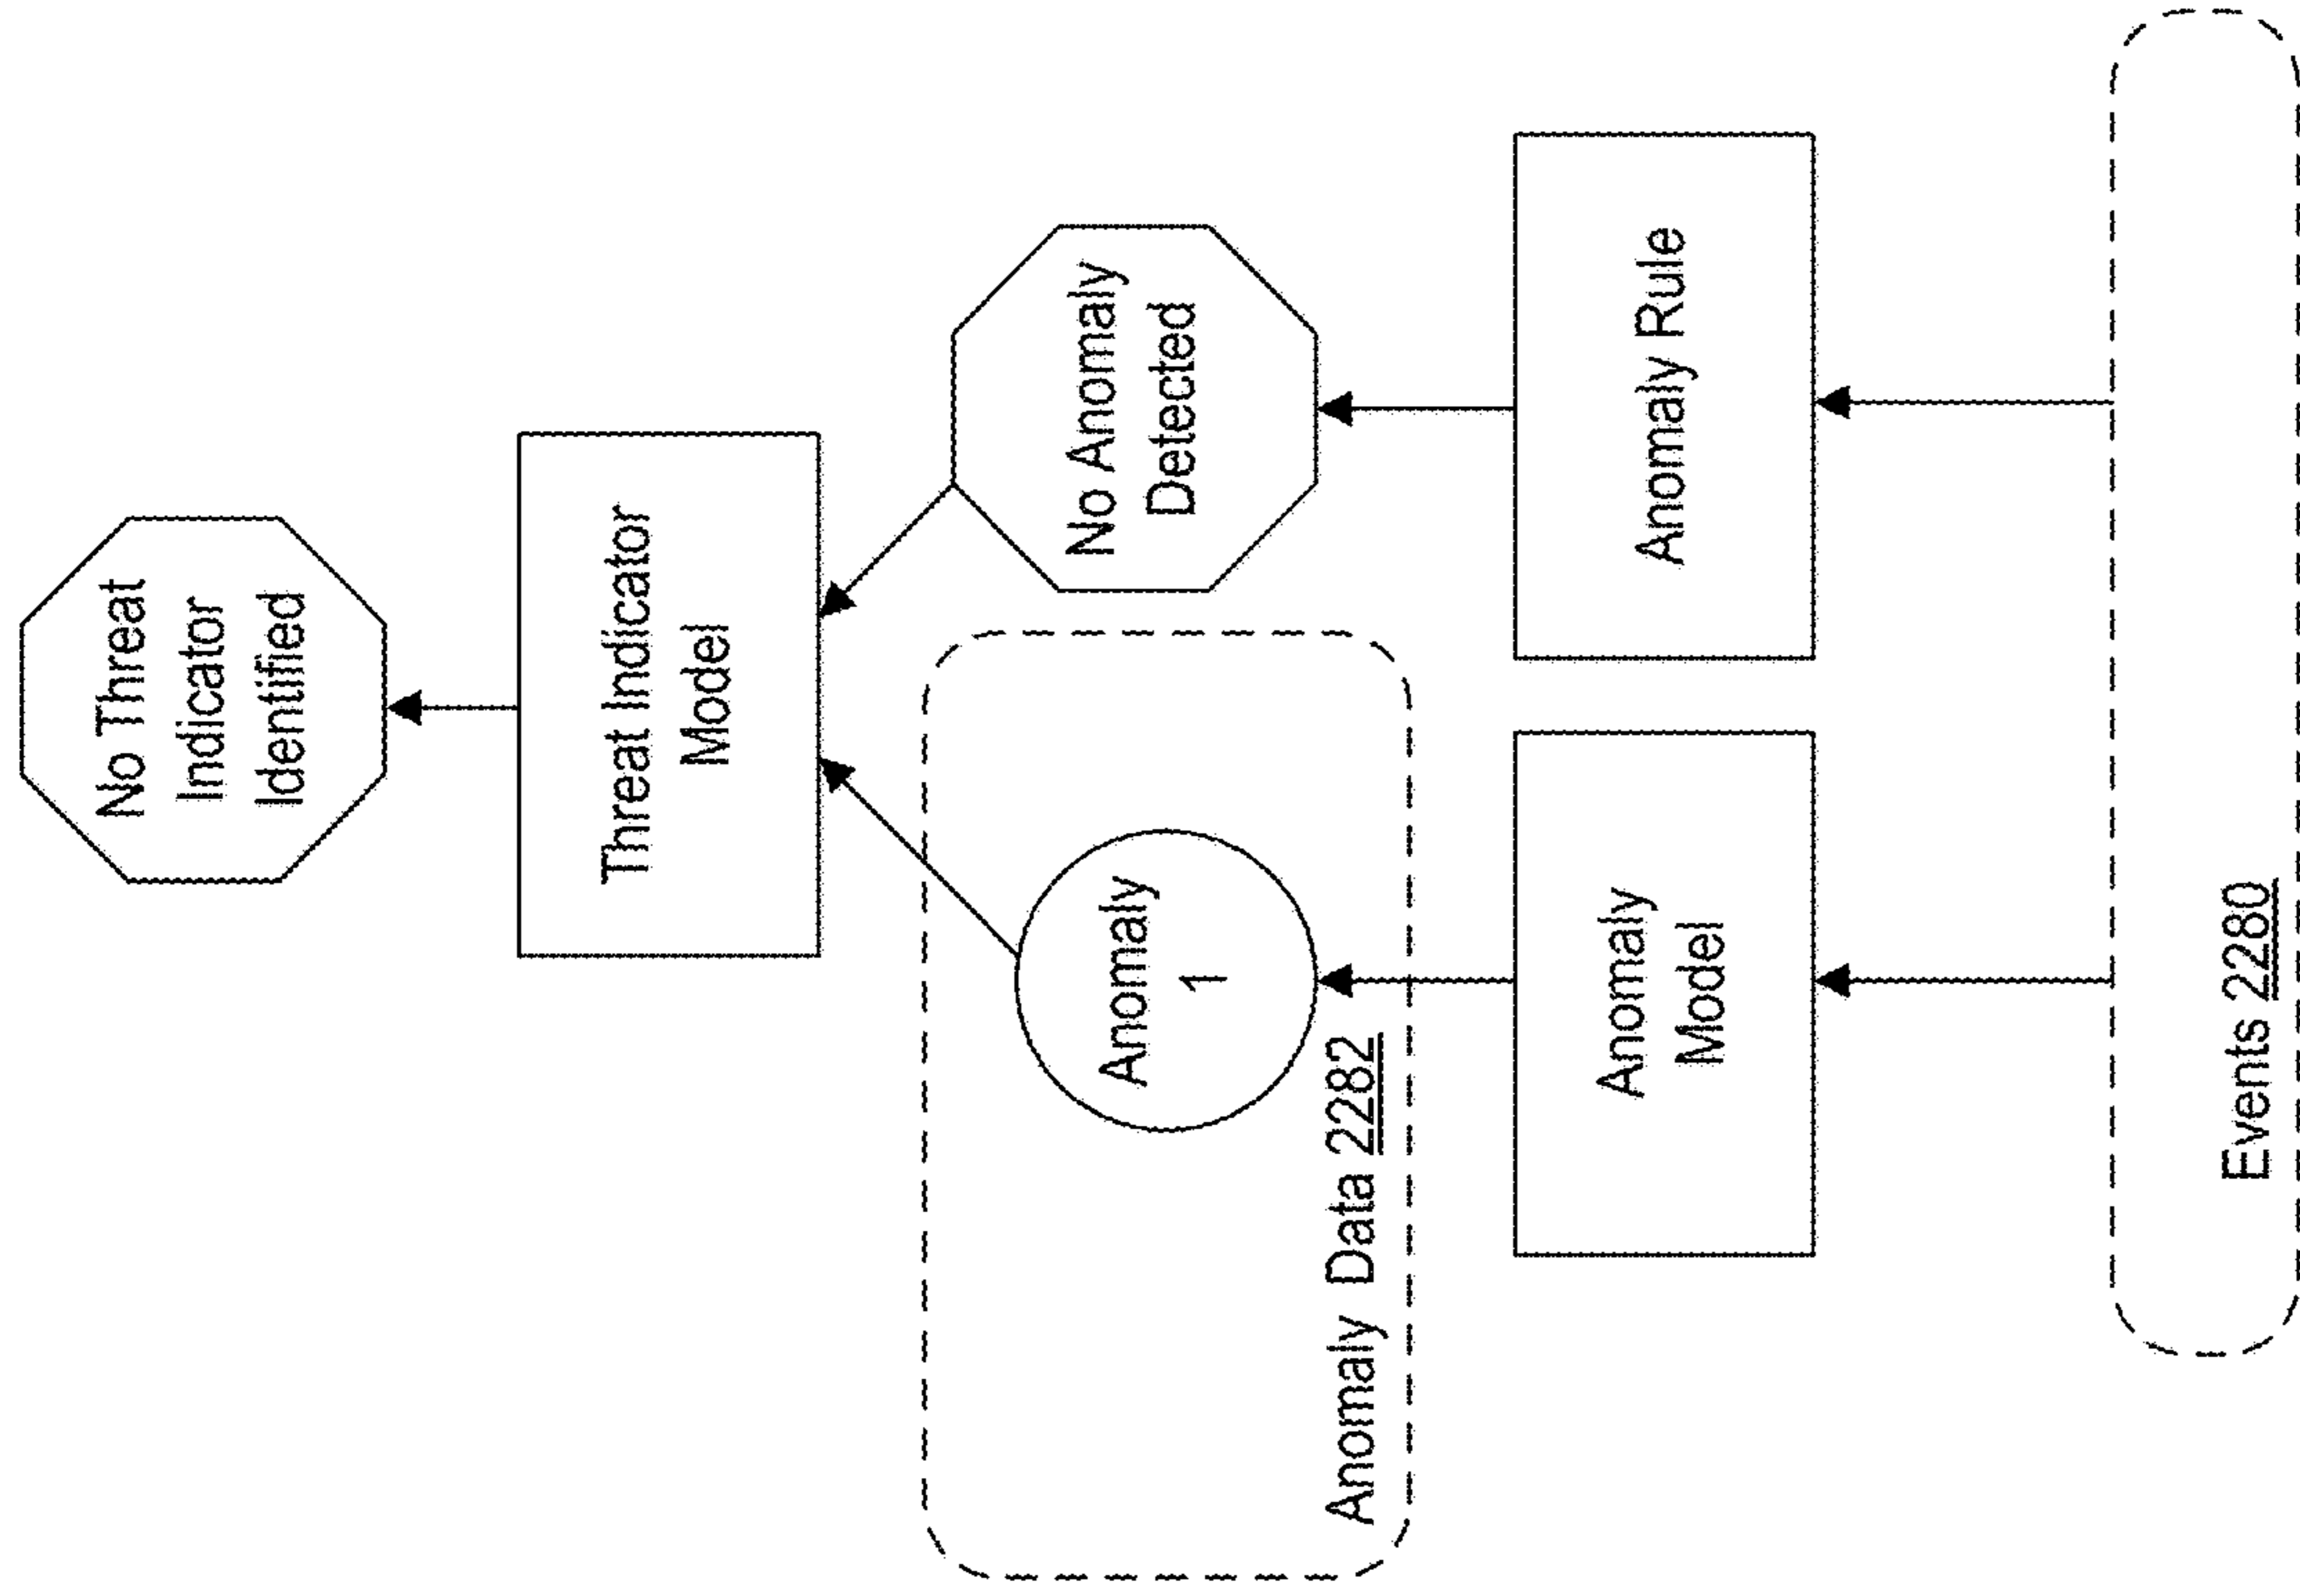 No Threat
Indicator
Identified
Threat Indicator
Model
No Anomaly
Detected
Anomaly
1
Anomaly Data 2282
Anomaly Rule
Anomaly
Model
Events 2280